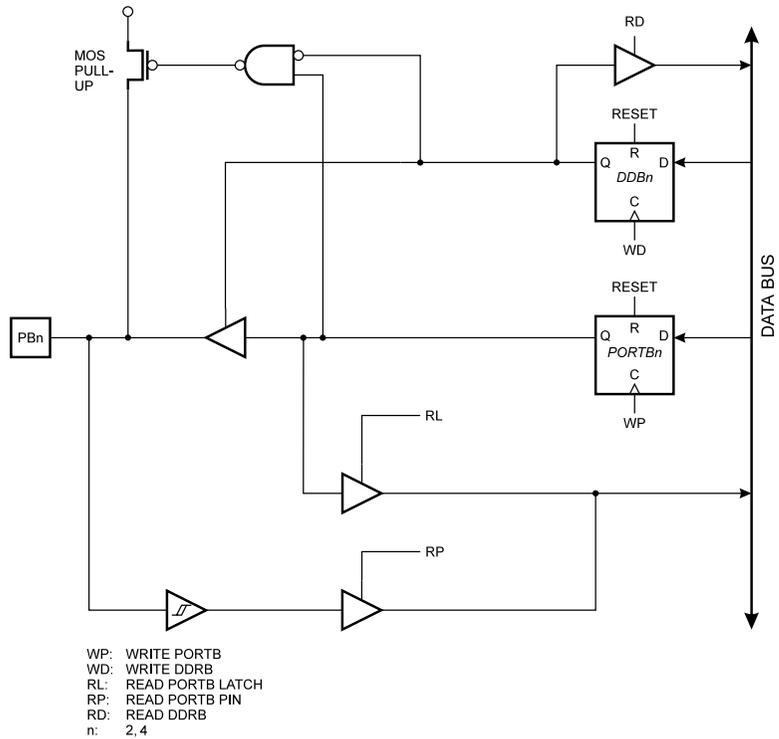 RD
MOS
PULL-
UP
RESET
R
Q
D
DDBn
C
WD
DATA BUS
RESET
R
Q
D
PBn
PORTBn
C
WP
RL
RP
WP: WRITE PORTB
WD: WRITE DDRB
RL: READ PORTB LATCH
RP: READ PORTB PIN
RD: READ DDRB
n: 2, 4